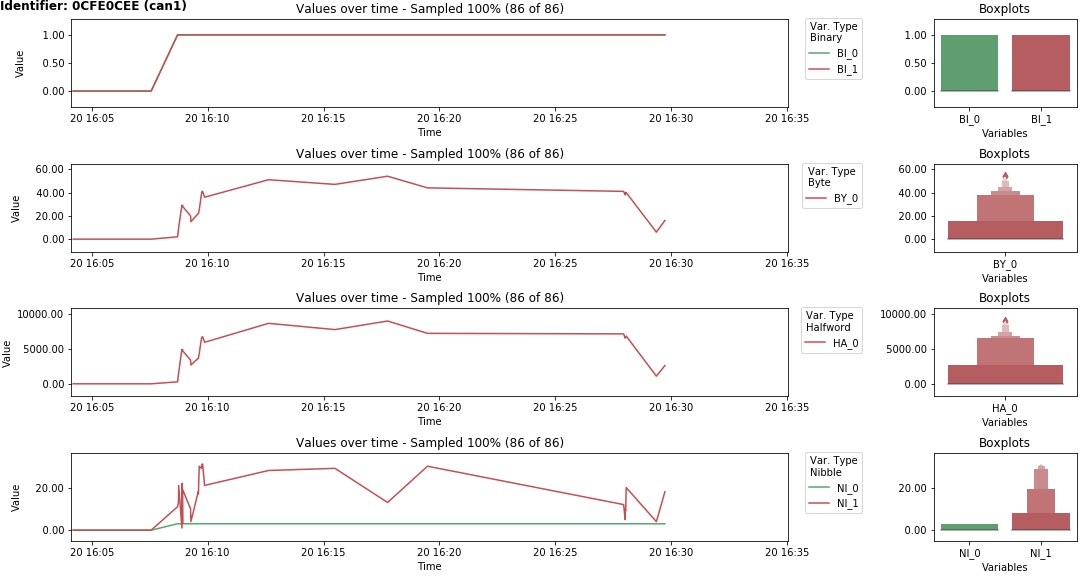 Identifier: 0CFE0CEE (can1)
Values over time - Sampled 100% (86 of 86)
Value
1.00
0.50
0.00
20 16:05 20 16:10 20 16:15 20 16:20 20 16:25 20 16:30 20 16:35
Time
Var. Type
Binary
BI_0
BI_1
Boxplots
1.00
0.50
0.00
BI_0 BI_1
Variables
Values over time - Sampled 100% (86 of 86)
Value
60.00
40.00
20.00
0.00
20 16:05 20 16:10 20 16:15 20 16:20 20 16:25 20 16:30 20 16:35
Time
Var. Type
Byte
BY_0
Boxplots
60.00
40.00
20.00
0.00
BY_0
Variables
Values over time - Sampled 100% (86 of 86)
Value
10000.00
5000.00
0.00
20 16:05 20 16:10 20 16:15 20 16:20 20 16:25 20 16:30 20 16:35
Time
Var. Type
Halfword
HA_0
Boxplots
10000.00
5000.00
0.00
HA_0
Variables
Values over time - Sampled 100% (86 of 86)
Value
20.00
0.00
20 16:05 20 16:10 20 16:15 20 16:20 20 16:25 20 16:30 20 16:35
Time
Var. Type
Nibble
NI_0
NI_1
Boxplots
20.00
0.00
NI_0 NI_1
Variables